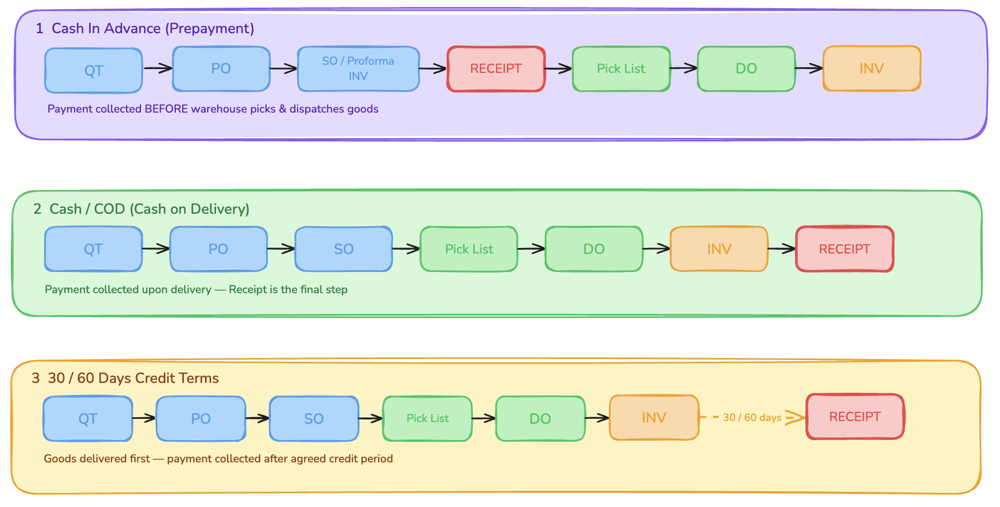 1  Cash In Advance (Prepayment)
QT
PO
SO / Proforma
INV
RECEIPT
Pick List
DO
INV
Payment collected BEFORE warehouse picks & dispatches goods
2  Cash / COD (Cash on Delivery)
QT
PO
SO
Pick List
DO
INV
RECEIPT
Payment collected upon delivery — Receipt is the final step
3  30 / 60 Days Credit Terms
QT
PO
SO
Pick List
DO
INV
30 / 60 days
RECEIPT
Goods delivered first — payment collected after agreed credit period